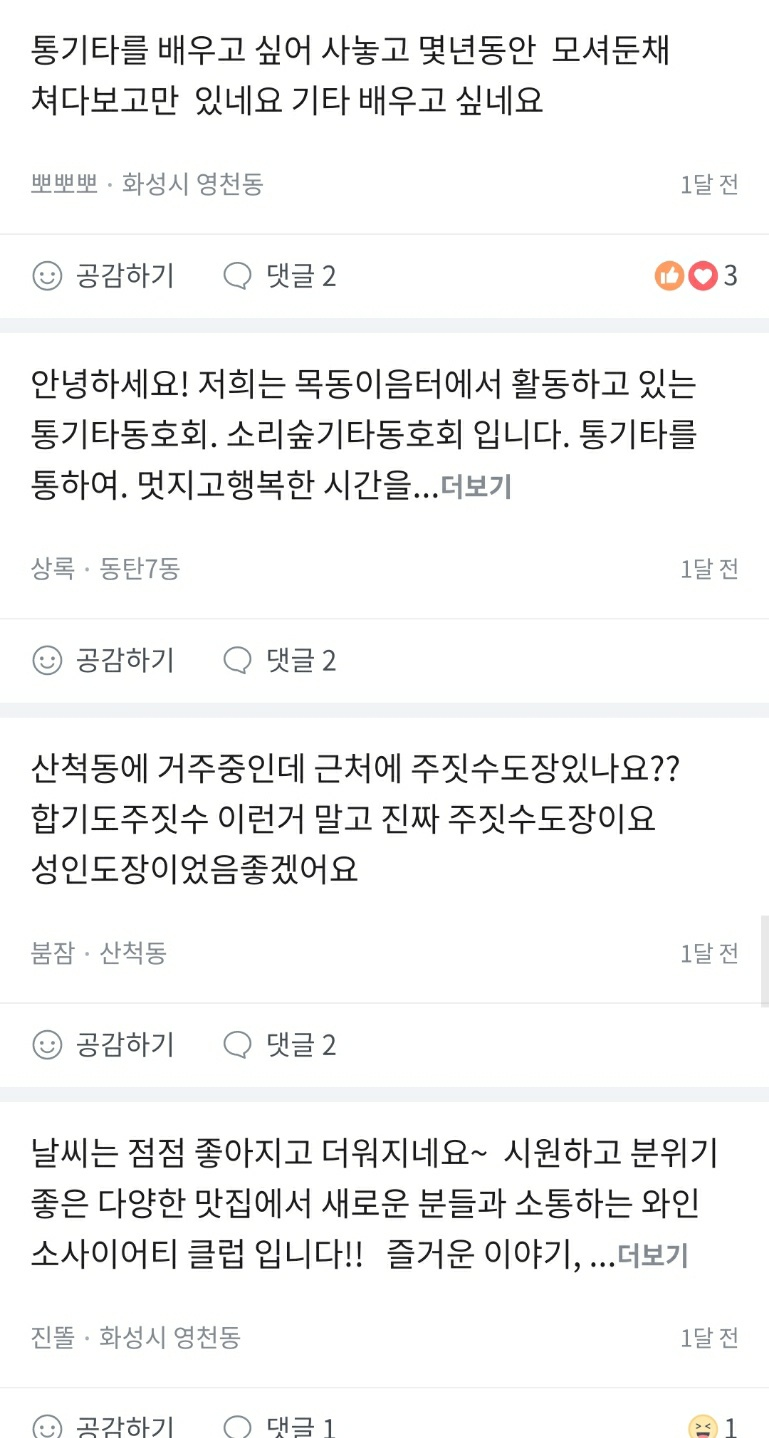 통기타를 배우고 싶어 사놓고 몇년동안 모셔둔채
쳐다보고만 있네요 기타 배우고 싶네요
뽀뽀뽀 · 화성시 영천동
1달 전
공감하기
댓글 2
3
안녕하세요! 저희는 목동이음터에서 활동하고 있는
통기타동호회. 소리숲기타동호회 입니다. 통기타를
통하여. 멋지고행복한 시간을...더보기
상록 · 동탄7동
1달 전
공감하기
댓글 2
산척동에 거주중인데 근처에 주짓수도장있나요??
합기도주짓수 이런거 말고 진짜 주짓수도장이요
성인도장이었음좋겠어요
붐잠 · 산척동
1달 전
공감하기
댓글 2
날씨는 점점 좋아지고 더워지네요~ 시원하고 분위기
좋은 다양한 맛집에서 새로운 분들과 소통하는 와인
소사이어티 클럽 입니다!! 즐거운 이야기, ...더보기
진똘 · 화성시 영천동
1달 전
공감하기
댓글 1
1